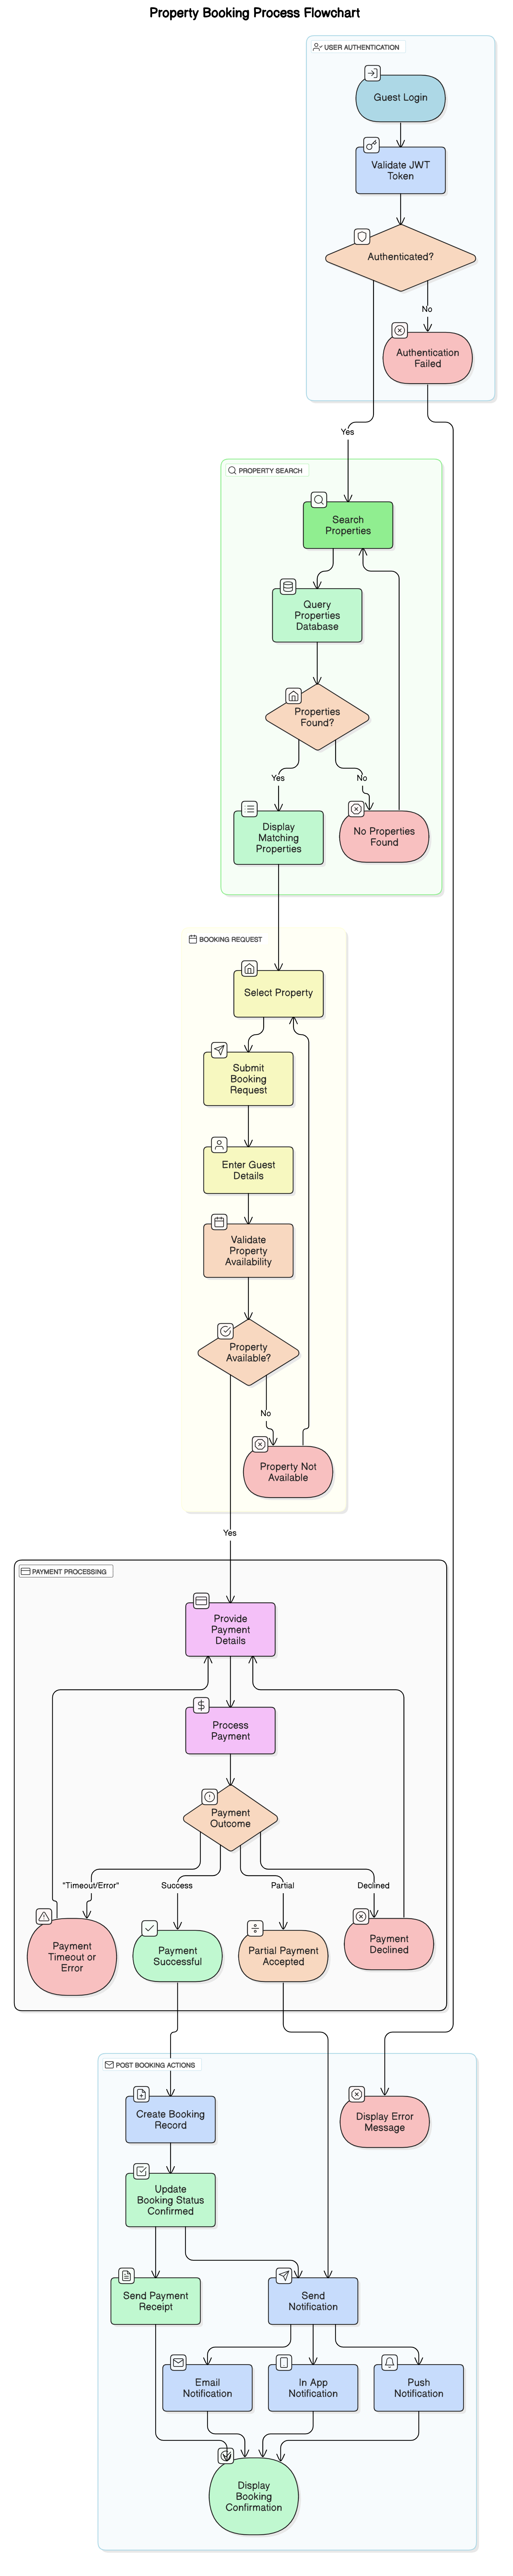 Property Booking Process Flowchart
USER AUTHENTICATION
Guest Login
Validate JWT
Token
Authenticated?
No
Authentication
Failed
Yes
PROPERTY SEARCH
Search
Properties
Query
Properties
Database
Properties
Found?
Yes
No
Display
Matching
Properties
No Properties
Found
BOOKING REQUEST
Select Property
Submit
Booking
Request
Enter Guest
Details
Validate
Property
Availability
Property
Available?
No
Property Not
Available
Yes
PAYMENT PROCESSING
Provide
Payment
Details
Process
Payment
Payment
Outcome
"Timeout/Error"
Success
Partial
Declined
Payment
Timeout or
Error
Payment
Successful
Partial Payment
Accepted
Payment
Declined
POST BOOKING ACTIONS
Create Booking
Record
Display Error
Message
Update
Booking Status
Confirmed
Send Payment
Receipt
Send
Notification
Email
Notification
In App
Notification
Push
Notification
Display
Booking
Confirmation